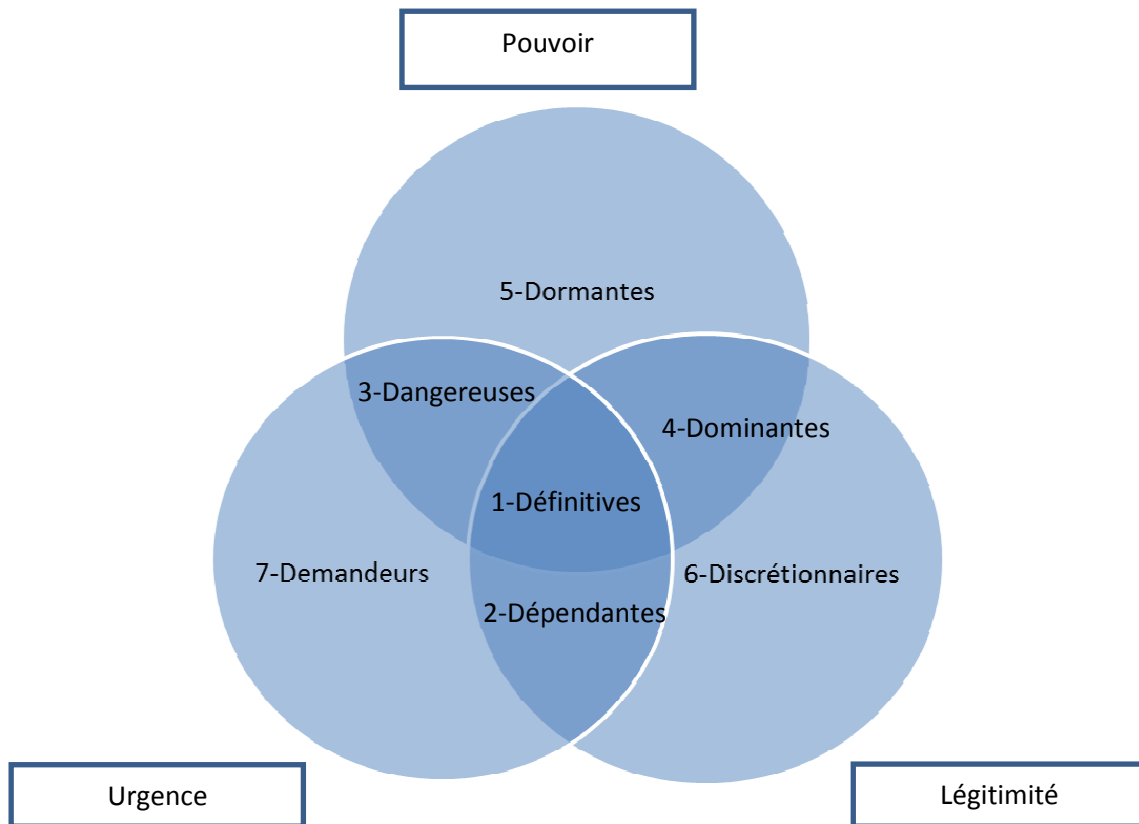 Pouvoir
5-Dormantes
3-Dangereuses
4-Dominantes
1-Définitives
7-Demandeurs
6-Discrétionnaires
2-Dépendantes
Urgence
Légitimité